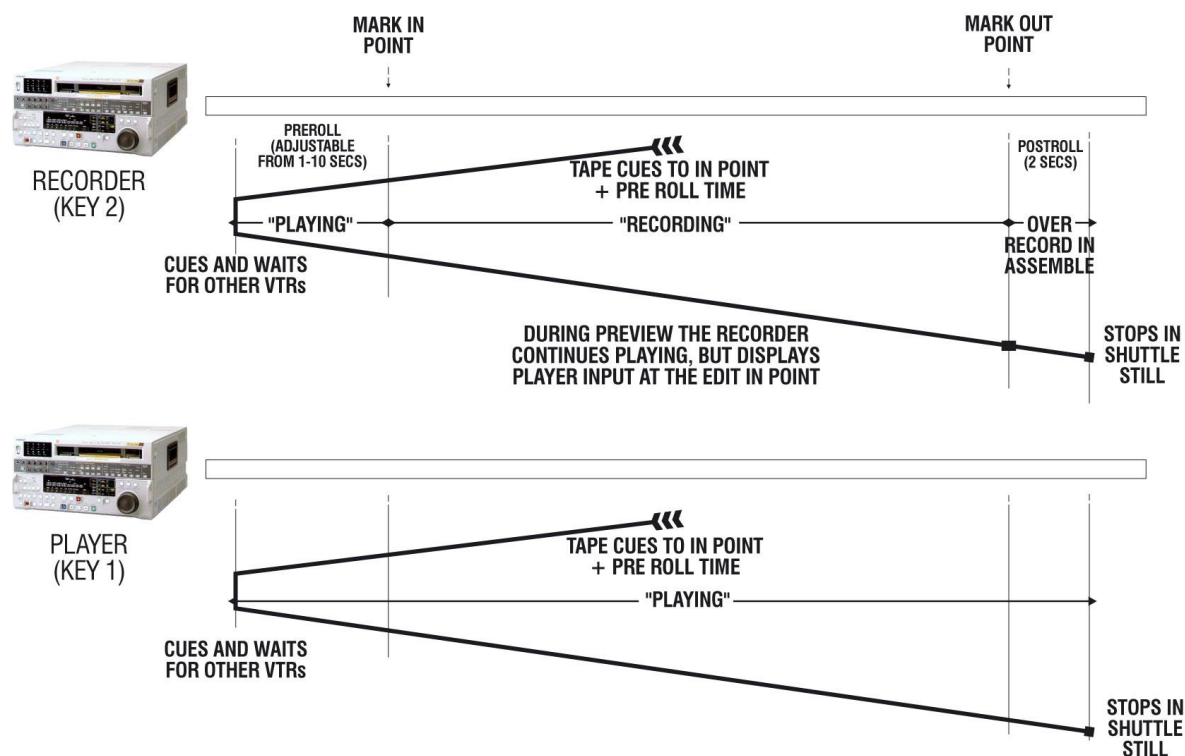 MARK IN
POINT
MARK OUT
POINT
RECORDER
(KEY 2)
PREROLL
(ADJUSTABLE
FROM 1-10 SECS)
TAPE CUES TO IN POINT
+ PRE ROLL TIME
POSTROLL
(2 SECS)
"PLAYING"
"RECORDING"
OVER
RECORD IN
ASSEMBLE
CUES AND WAITS
FOR OTHER VTRs
DURING PREVIEW THE RECORDER
CONTINUES PLAYING, BUT DISPLAYS
PLAYER INPUT AT THE EDIT IN POINT
STOPS IN
SHUTTLE
STILL
PLAYER
(KEY 1)
TAPE CUES TO IN POINT
+ PRE ROLL TIME
"PLAYING"
CUES AND WAITS
FOR OTHER VTRs
STOPS IN
SHUTTLE
STILL